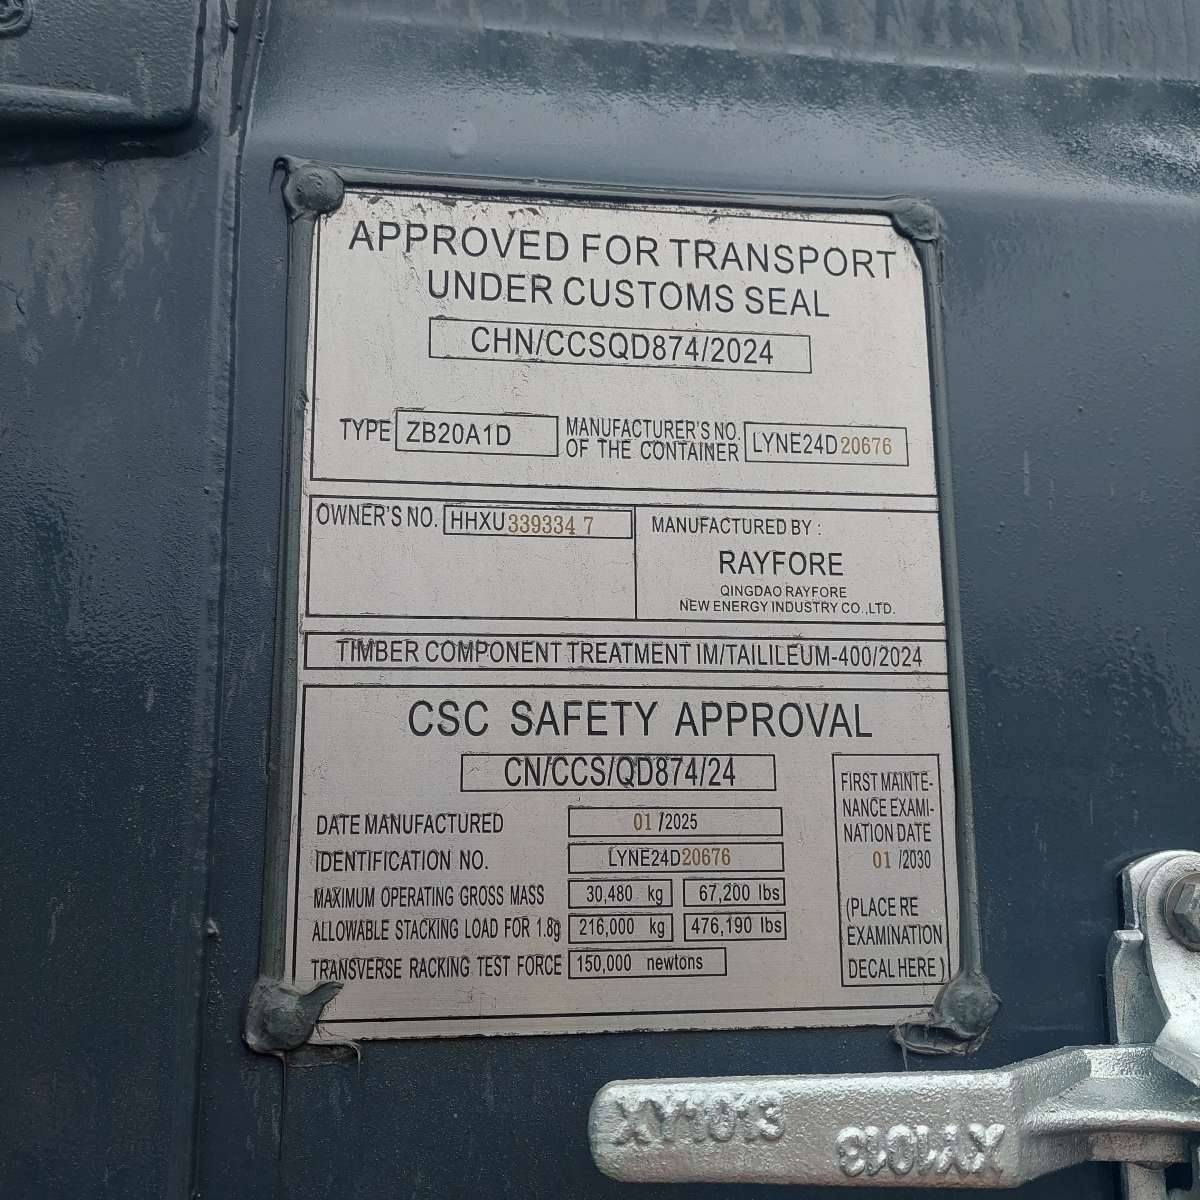 APPROVED FOR TRANSPORT
UNDER CUSTOMS SEAL
CHN/CCSQD874/2024
TYPE ZB20A1D MANUFACTURER'S NO. OF THE CONTAINER LYNE24D20676
OWNER'S NO. HHXU 339334 7
MANUFACTURED BY :
RAYFORE
QINGDAO RAYFORE
NEW ENERGY INDUSTRY CO.,LTD.
TIMBER COMPONENT TREATMENT IM/TAILILEUM-400/2024
CSC SAFETY APPROVAL
CN/CCS/QD874/24
DATE MANUFACTURED 01 /2025
IDENTIFICATION NO. LYNE24D20676
MAXIMUM OPERATING GROSS MASS 30,480 kg 67,200 lbs
ALLOWABLE STACKING LOAD FOR 1.8g 216,000 kg 476,190 lbs
TRANSVERSE RACKING TEST FORCE 150,000 newtons
FIRST MAINTE-
NANCE EXAMI-
NATION DATE
01 /2030
(PLACE RE
EXAMINATION
DECAL HERE)
XY1013
XY1013